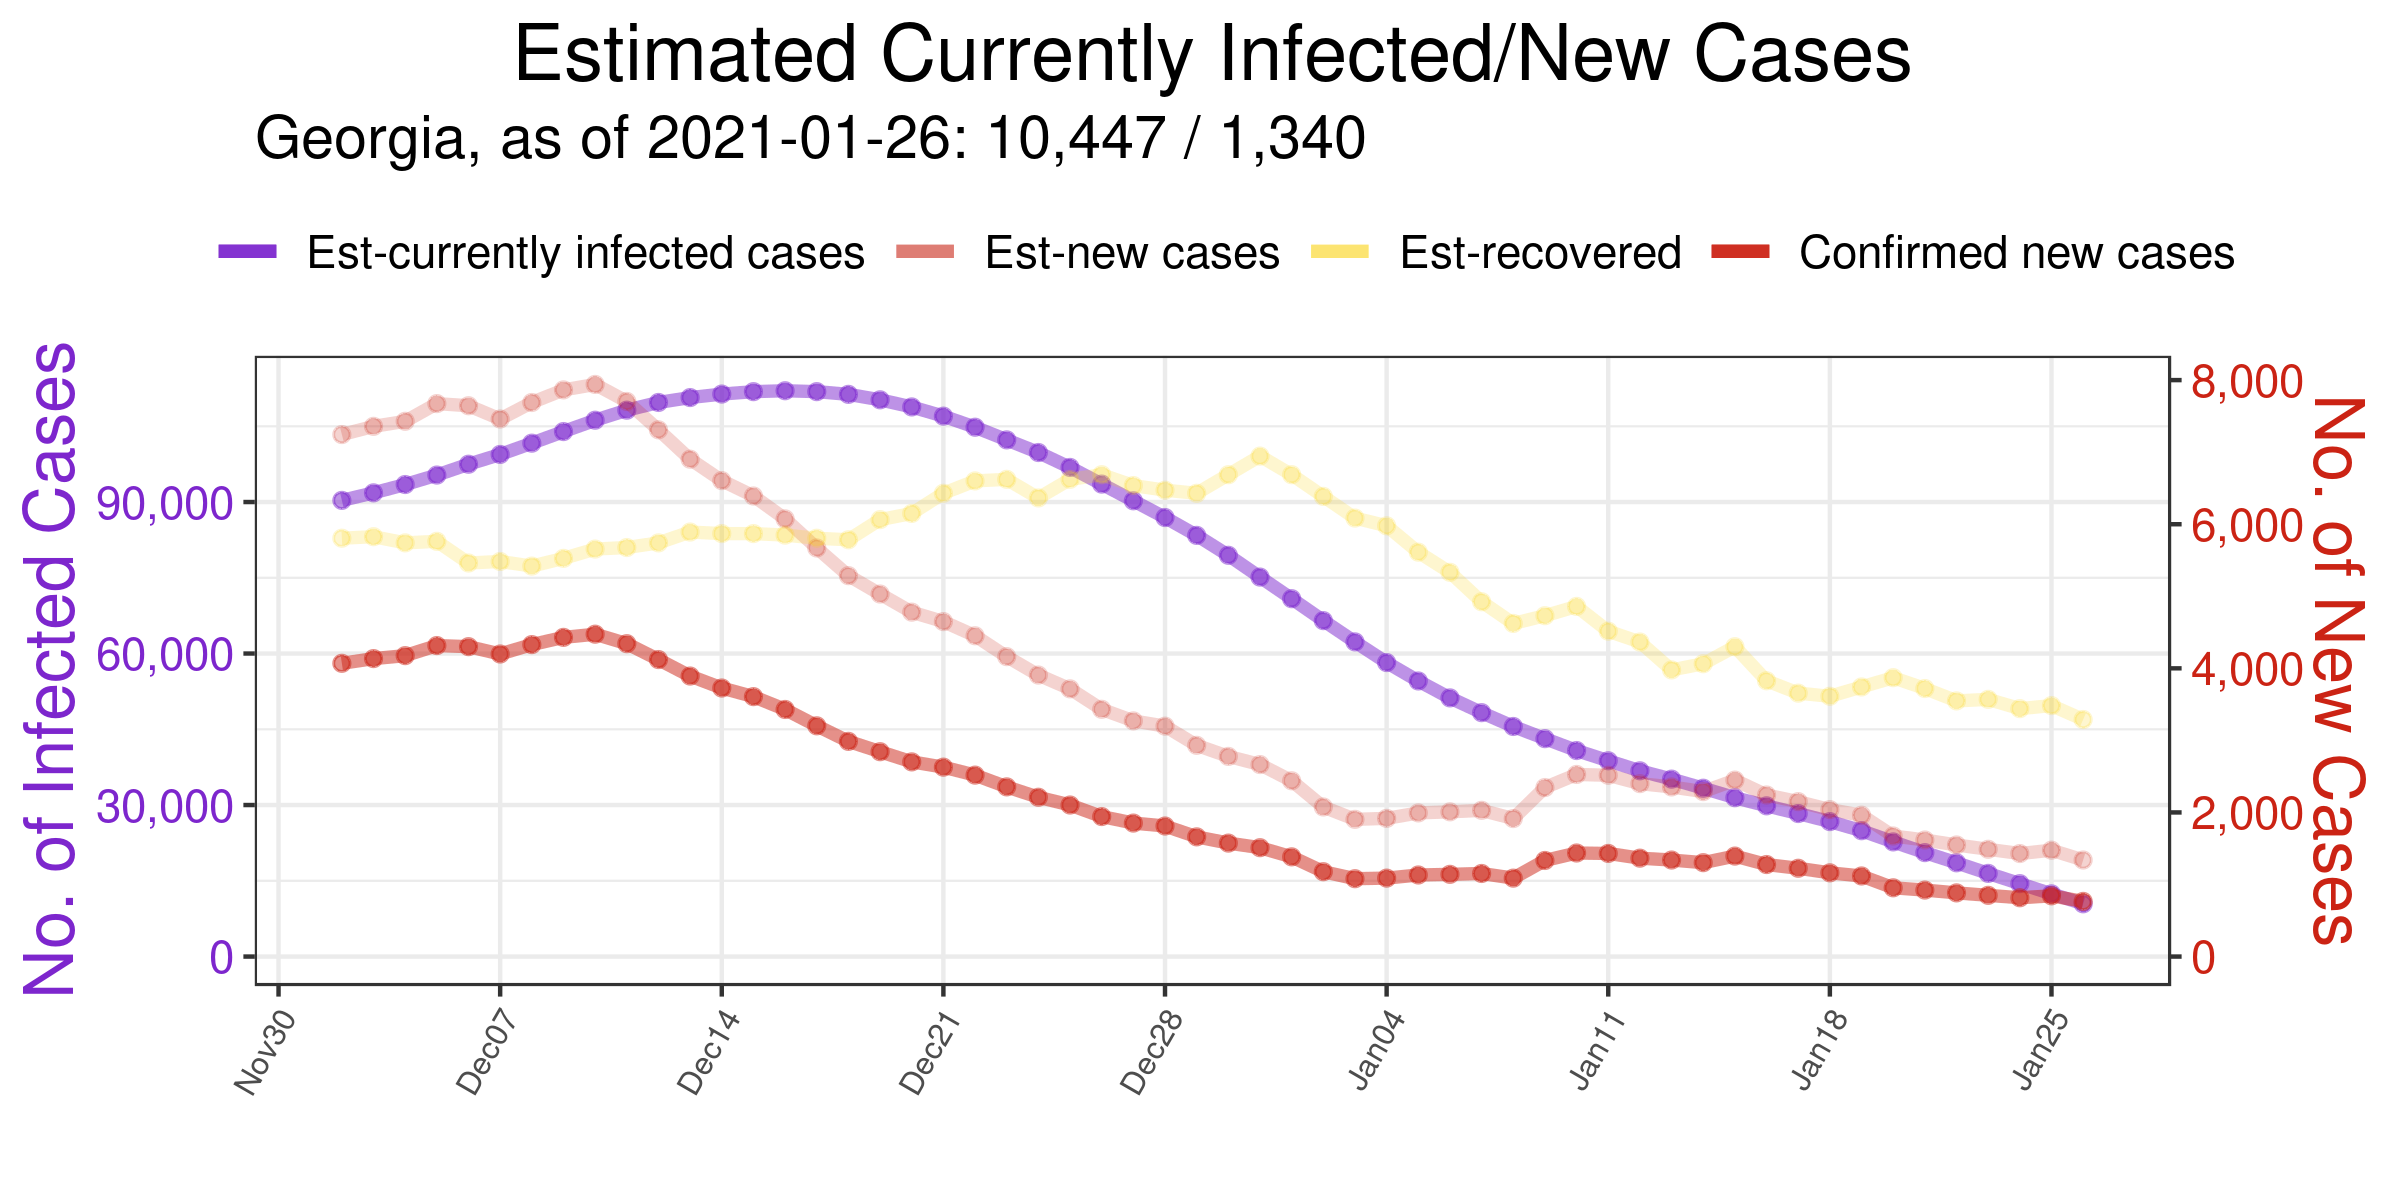 Estimated Currently Infected/New Cases
Georgia, as of 2021-01-26: 10,447 / 1,340
Est-currently infected cases Est-new cases Est-recovered Confirmed new cases
No. of Infected Cases
90,000
60,000
30,000
0
8,000
6,000
4,000
2,000
0
No. of New Cases
Nov30 Dec07 Dec14 Dec21 Dec28 Jan04 Jan11 Jan18 Jan25